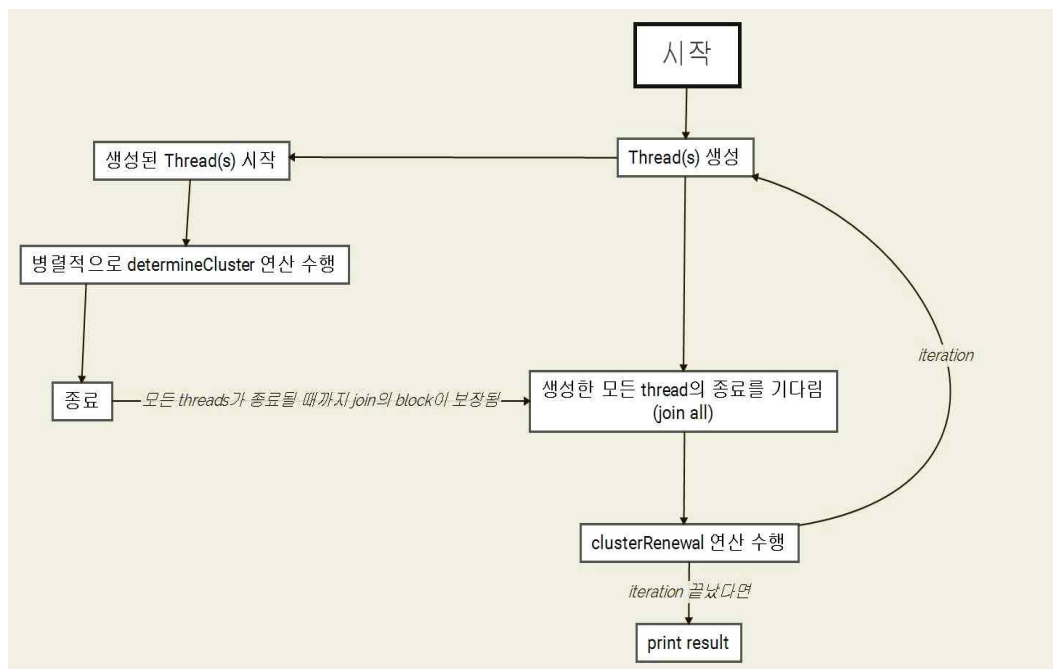 시작
생성된 Thread(s) 시작
Thread(s) 생성
병렬적으로 determineCluster 연산 수행
iteration
종료
모든 threads가 종료될 때까지 join의 block이 보장됨
생성한 모든 thread의 종료를 기다림
(join all)
clusterRenewal 연산 수행
iteration 끝났다면
print result